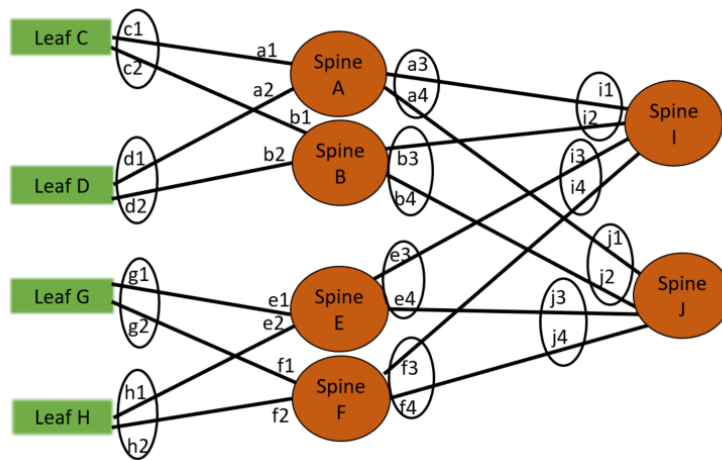 Leaf C
c1
c2
a1
a2
Spine
A
a3
a4
i1
i2
Spine
I
b1
b2
Spine
B
b3
b4
i3
i4
Leaf D
d1
d2
j1
j2
Leaf G
g1
g2
e1
e2
Spine
E
e3
e4
j3
j4
Spine
J
f1
f2
Spine
F
f3
f4
Leaf H
h1
h2